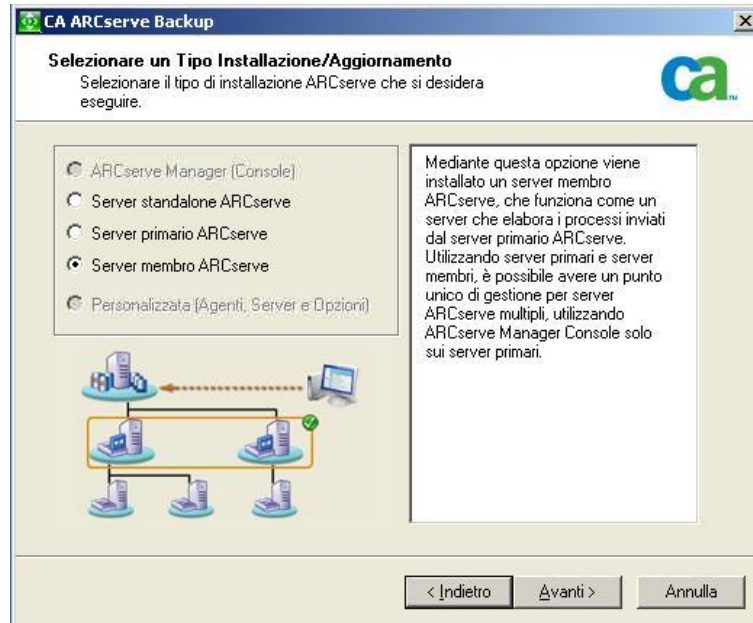 CA ARCserve Backup
Selezionare un Tipo Installazione/Aggiornamento
Selezionare il tipo di installazione ARCserve che si desidera
eseguire.
ca
TM
ARCserve Manager (Console)
Server standalone ARCserve
Server primario ARCserve
Server membro ARCserve
Personalizzata (Agenti, Server e Opzioni)
Mediante questa opzione viene
installato un server membro
ARCserve, che funziona come un
server che elabora i processi inviati
dal server primario ARCserve.
Utilizzando server primari e server
membri, è possibile avere un punto
unico di gestione per server
ARCserve multipli, utilizzando
ARCserve Manager Console solo
sui server primari.
< Indietro
Avanti >
Annulla